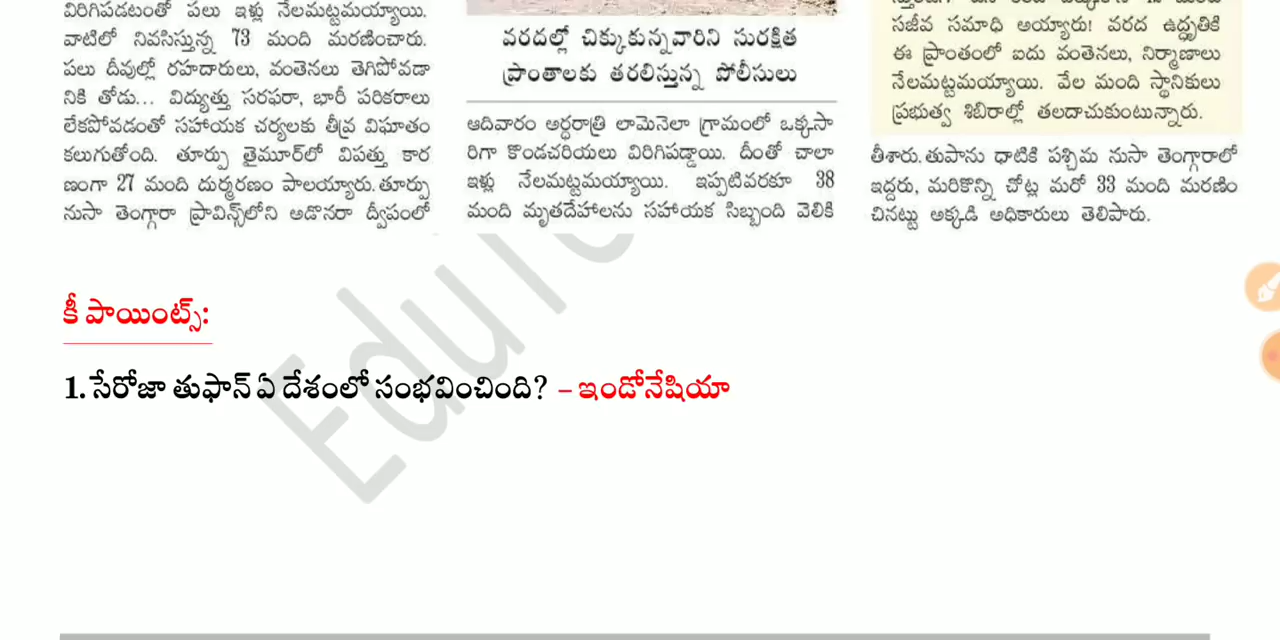 విరిగిపడటంతో పలు ఇళ్లు నేలమట్టమయ్యాయి.
వాటిలో నివసిస్తున్న 73 మంది మరణించారు.
పలు దీవుల్లో రహదారులు, వంతెనలు తెగిపోవడా
నికి తోడు... విద్యుత్తు సరఫరా, భారీ పరికరాలు
లేకపోవడంతో సహాయక చర్యలకు తీవ్ర విఘాతం
కలుగుతోంది. తూర్పు తైమూర్‌లో విపత్తు కార
ణంగా 27 మంది దుర్మరణం పాలయ్యారు. తూర్పు
నుసా తెంగ్గారా ప్రావిన్స్‌లోని అడొనరా ద్వీపంలో
వరదల్లో చిక్కుకున్నవారిని సురక్షిత
ప్రాంతాలకు తరలిస్తున్న పోలీసులు
ఆదివారం అర్ధరాత్రి లామెనెలా గ్రామంలో ఒక్కసా
రిగా కొండచరియలు విరిగిపడ్డాయి. దీంతో చాలా
ఇళ్లు నేలమట్టమయ్యాయి. ఇప్పటివరకూ 38
మంది మృతదేహాలను సహాయక సిబ్బంది వెలికి
సజీవ సమాధి అయ్యారు! వరద ఉద్ధృతికి
ఈ ప్రాంతంలో ఐదు వంతెనలు, నిర్మాణాలు
నేలమట్టమయ్యాయి. వేల మంది స్థానికులు
ప్రభుత్వ శిబిరాల్లో తలదాచుకుంటున్నారు.
తీశారు. తుపాను ధాటికి పశ్చిమ నుసా తెంగ్గారాలో
ఇద్దరు, మరికొన్ని చోట్ల మరో 33 మంది మరణిం
చినట్టు అక్కడి అధికారులు తెలిపారు.
కీ పాయింట్స్:
1. సేరోజా తుఫాన్ ఏ దేశంలో సంభవించింది? – ఇండోనేషియా